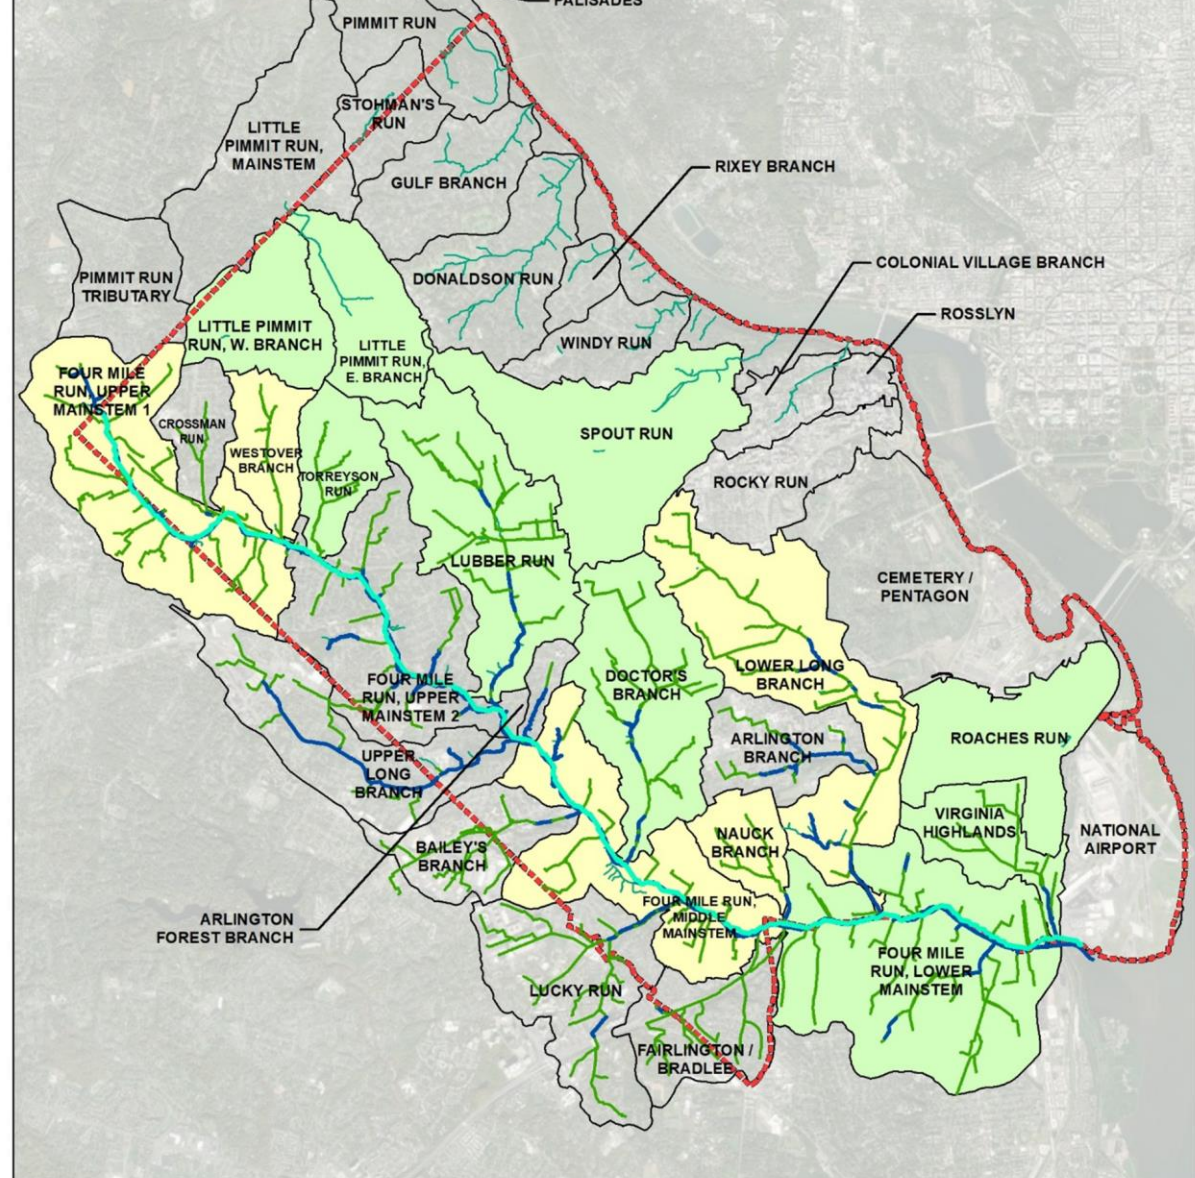 PALISADES
PIMMIT RUN
STOHMAN'S
RUN
LITTLE
PIMMIT RUN,
MAINSTEM
GULF BRANCH
RIXEY BRANCH
PIMMIT RUN
TRIBUTARY
DONALDSON RUN
COLONIAL VILLAGE BRANCH
ROSSLYN
LITTLE PIMMIT
RUN, W. BRANCH
LITTLE
PIMMIT RUN,
E. BRANCH
WINDY RUN
FOUR MILE
RUN, UPPER
MAINSTEM 1
CROSSMAN
RUN
WESTOVER
BRANCH
TORREYSON
RUN
SPOUT RUN
ROCKY RUN
LUBBER RUN
CEMETERY /
PENTAGON
FOUR MILE
RUN, UPPER
MAINSTEM 2
DOCTOR'S
BRANCH
LOWER LONG
BRANCH
UPPER
LONG
BRANCH
ARLINGTON
BRANCH
ROACHES RUN
BAILEY'S
BRANCH
NAUCK
BRANCH
VIRGINIA
HIGHLANDS
NATIONAL
AIRPORT
ARLINGTON
FOREST BRANCH
FOUR MILE RUN,
MIDDLE
MAINSTEM
FOUR MILE
RUN, LOWER
MAINSTEM
LUCKY RUN
FAIRLINGTON /
BRADLEE